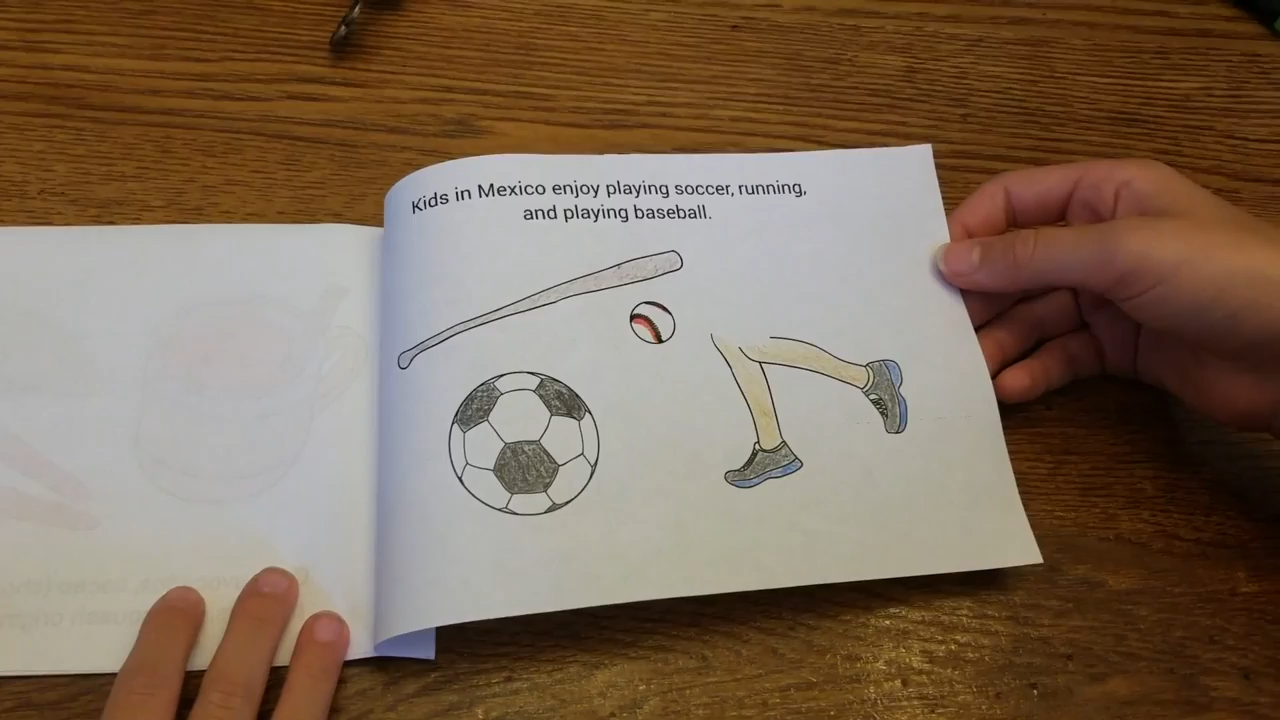 Kids in Mexico enjoy playing soccer, running,
and playing baseball.